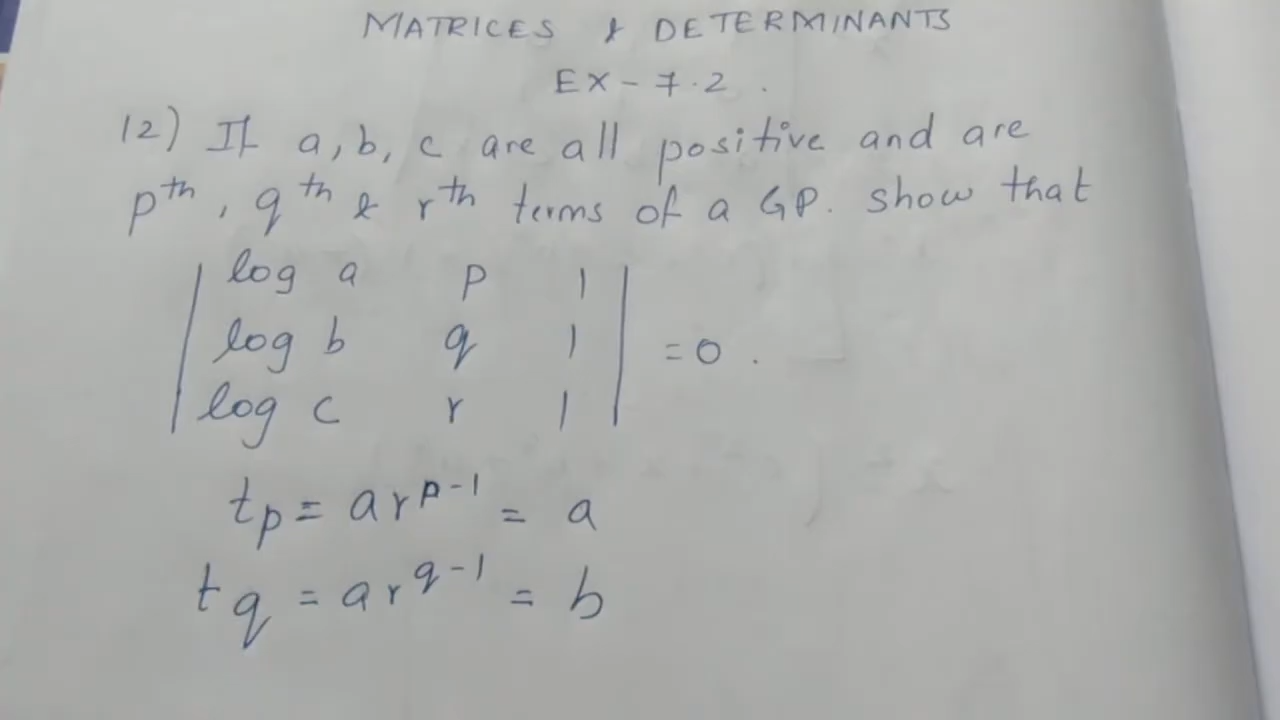 MATRICES & DETERMINANTS
EX - 7.2.
12) If a, b, c are all positive and are
pth, qth & rth terms of a GP. show that
| log a p 1 |
| log b q 1 | = 0.
| log c r 1 |
tp = ar^p-1 = a
tq = ar^q-1 = b